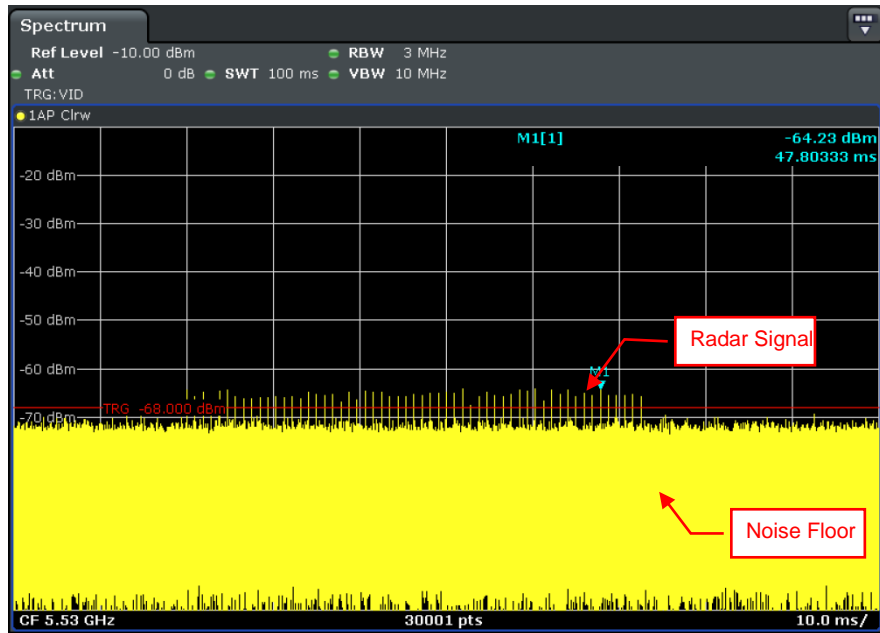 Spectrum
Ref Level -10.00 dBm RBW 3 MHz
Att 0 dB SWT 100 ms VBW 10 MHz
TRG:VID
1AP Clrw
M1[1] -64.23 dBm
47.80333 ms
-20 dBm
-30 dBm
-40 dBm
-50 dBm
Radar Signal
-60 dBm
M1
TRG -68.000 dBm
-70 dBm
Noise Floor
CF 5.53 GHz 30001 pts 10.0 ms/